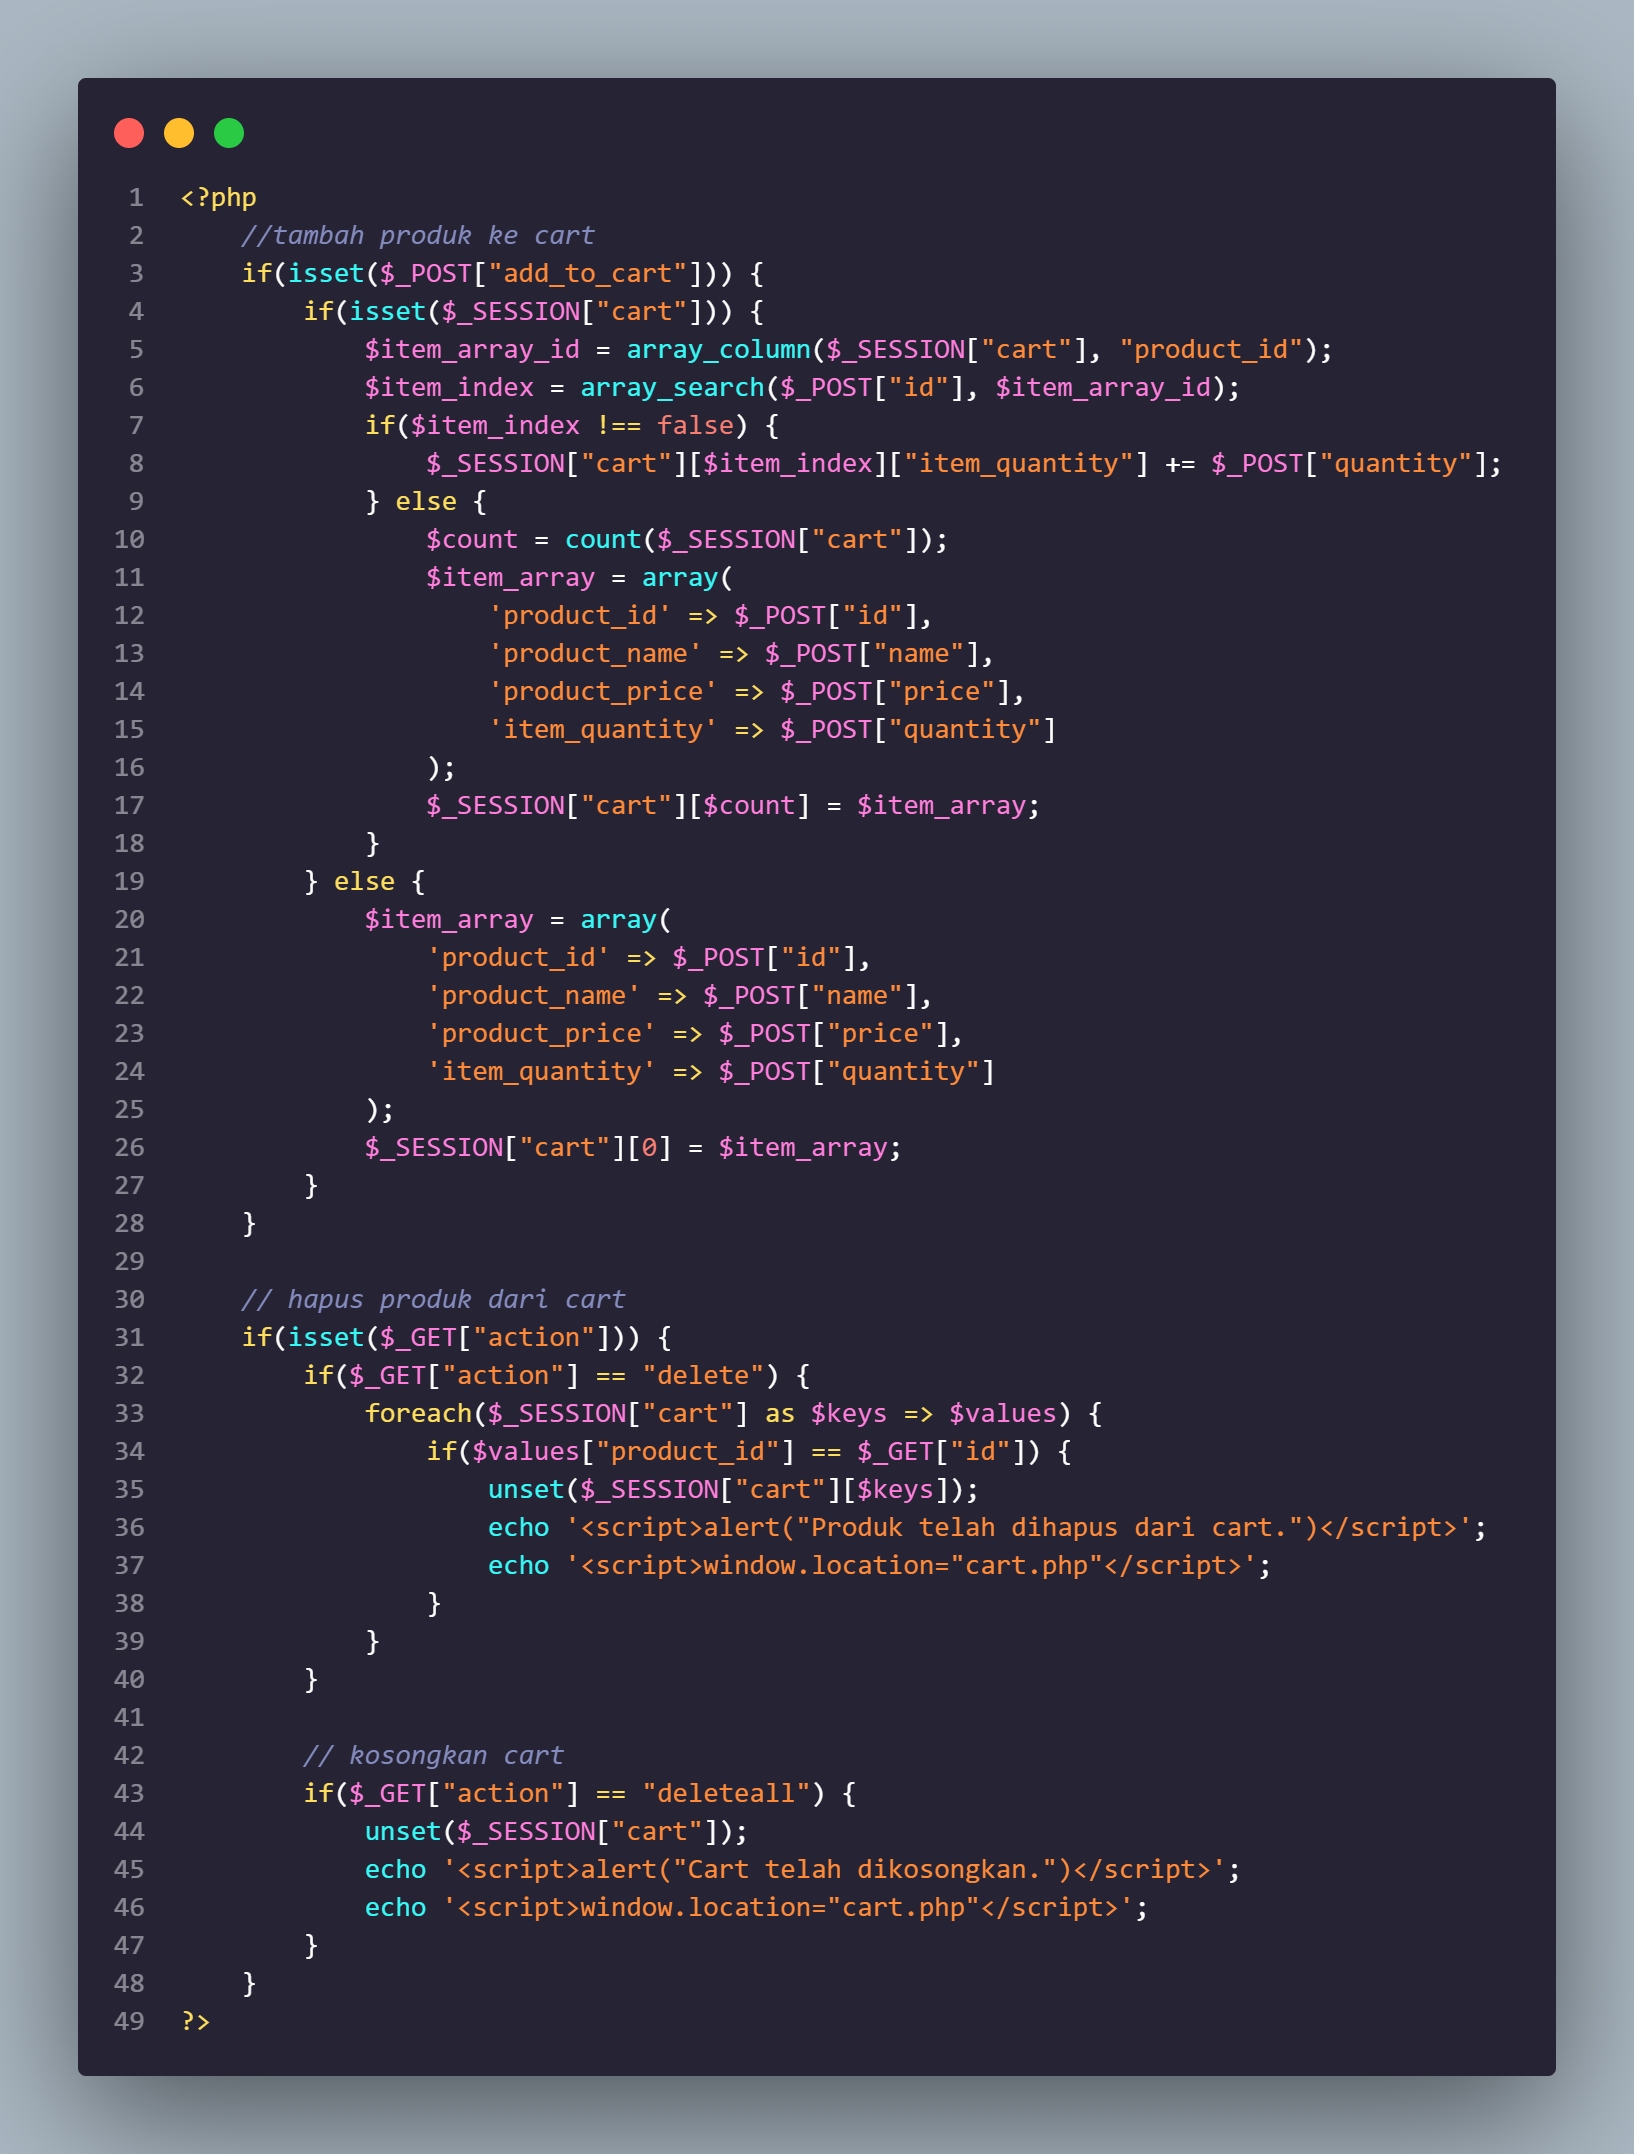 1 <?php
2     //tambah produk ke cart
3     if(isset($_POST["add_to_cart"])) {
4         if(isset($_SESSION["cart"])) {
5             $item_array_id = array_column($_SESSION["cart"], "product_id");
6             $item_index = array_search($_POST["id"], $item_array_id);
7             if($item_index !== false) {
8                 $_SESSION["cart"][$item_index]["item_quantity"] += $_POST["quantity"];
9             } else {
10                 $count = count($_SESSION["cart"]);
11                 $item_array = array(
12                     'product_id' => $_POST["id"],
13                     'product_name' => $_POST["name"],
14                     'product_price' => $_POST["price"],
15                     'item_quantity' => $_POST["quantity"]
16                 );
17                 $_SESSION["cart"][$count] = $item_array;
18             }
19         } else {
20             $item_array = array(
21                 'product_id' => $_POST["id"],
22                 'product_name' => $_POST["name"],
23                 'product_price' => $_POST["price"],
24                 'item_quantity' => $_POST["quantity"]
25             );
26             $_SESSION["cart"][0] = $item_array;
27         }
28     }
29
30     // hapus produk dari cart
31     if(isset($_GET["action"])) {
32         if($_GET["action"] == "delete") {
33             foreach($_SESSION["cart"] as $keys => $values) {
34                 if($values["product_id"] == $_GET["id"]) {
35                     unset($_SESSION["cart"][$keys]);
36                     echo '<script>alert("Produk telah dihapus dari cart.")</script>';
37                     echo '<script>window.location="cart.php"</script>';
38                 }
39             }
40         }
41
42         // kosongkan cart
43         if($_GET["action"] == "deleteall") {
44             unset($_SESSION["cart"]);
45             echo '<script>alert("Cart telah dikosongkan.")</script>';
46             echo '<script>window.location="cart.php"</script>';
47         }
48     }
49 ?>